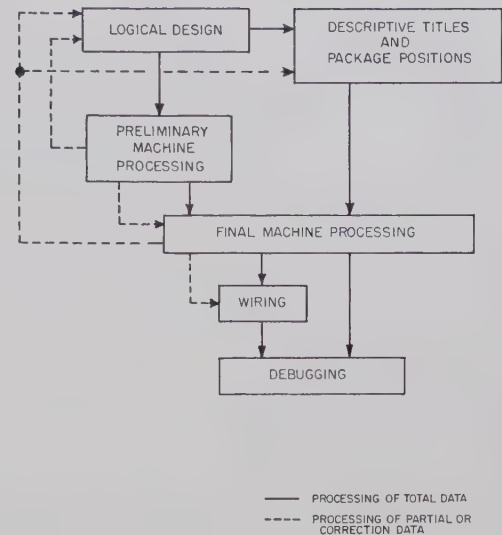 LOGICAL DESIGN
DESCRIPTIVE TITLES
AND
PACKAGE POSITIONS
PRELIMINARY
MACHINE
PROCESSING
FINAL MACHINE PROCESSING
WIRING
DEBUGGING
PROCESSING OF TOTAL DATA
PROCESSING OF PARTIAL OR
CORRECTION DATA